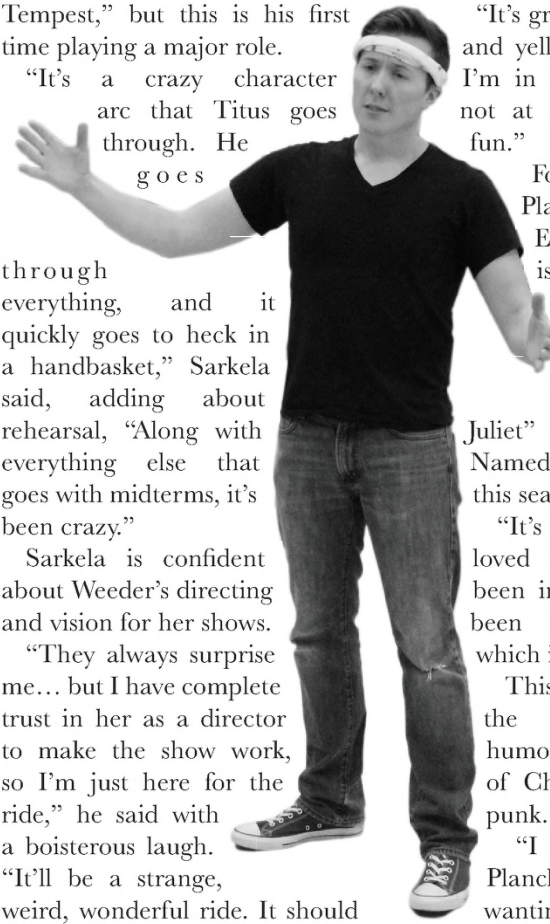 Tempest,” but this is his first
time playing a major role.
“It’s a crazy character
arc that Titus goes
through. He
goes
through
everything, and it
quickly goes to heck in
a handbasket,” Sarkela
said, adding about
rehearsal, “Along with
everything else that
goes with midterms, it’s
been crazy.”
Sarkela is confident
about Weeder’s directing
and vision for her shows.
“They always surprise
me… but I have complete
trust in her as a director
to make the show work,
so I’m just here for the
ride,” he said with
a boisterous laugh.
“It’ll be a strange,
weird, wonderful ride. It should
“It’s gr
and yell
I’m in
not at
fun.”
Fo
Pla
E
is
Juliet”
Named
this sea
“It’s
loved
been in
been
which i
This
the
humo
of Ch
punk.
“I
Planch
wantin